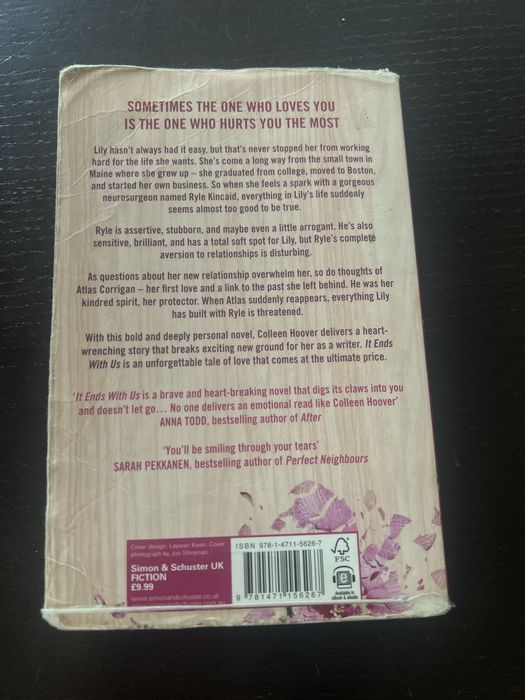 SOMETIMES THE ONE WHO LOVES YOU
IS THE ONE WHO HURTS YOU THE MOST
Lily hasn't always had it easy, but that's never stopped her from working
hard for the life she wants. She's come a long way from the small town in
Maine where she grew up – she graduated from college, moved to Boston,
and started her own business. So when she feels a spark with a gorgeous
neurosurgeon named Ryle Kincaid, everything in Lily's life suddenly
seems almost too good to be true.
Ryle is assertive, stubborn, and maybe even a little arrogant. He's also
sensitive, brilliant, and has a total soft spot for Lily, but Ryle's complete
aversion to relationships is disturbing.
As questions about her new relationship overwhelm her, so do thoughts of
Atlas Corrigan – her first love and a link to the past she left behind. He was her
kindred spirit, her protector. When Atlas suddenly reappears, everything Lily
has built with Ryle is threatened.
With this bold and deeply personal novel, Colleen Hoover delivers a heart-
wrenching story that breaks exciting new ground for her as a writer. It Ends
With Us is an unforgettable tale of love that comes at the ultimate price.
'It Ends With Us is a brave and heart-breaking novel that digs its claws into you
and doesn't let go… No one delivers an emotional read like Colleen Hoover'
ANNA TODD, bestselling author of After
'You'll be smiling through your tears'
SARAH PEKKANEN, bestselling author of Perfect Neighbours
Cover design: Laywan Kwan. Cover
photograph by Jon Shireman.
Simon & Schuster UK
FICTION
£9.99
www.simonandschuster.co.uk
www.simonandschuster.com
ISBN 978-1-4711-5626-7
9 781471 156267
FSC
e
Available in
eBook & eAudio